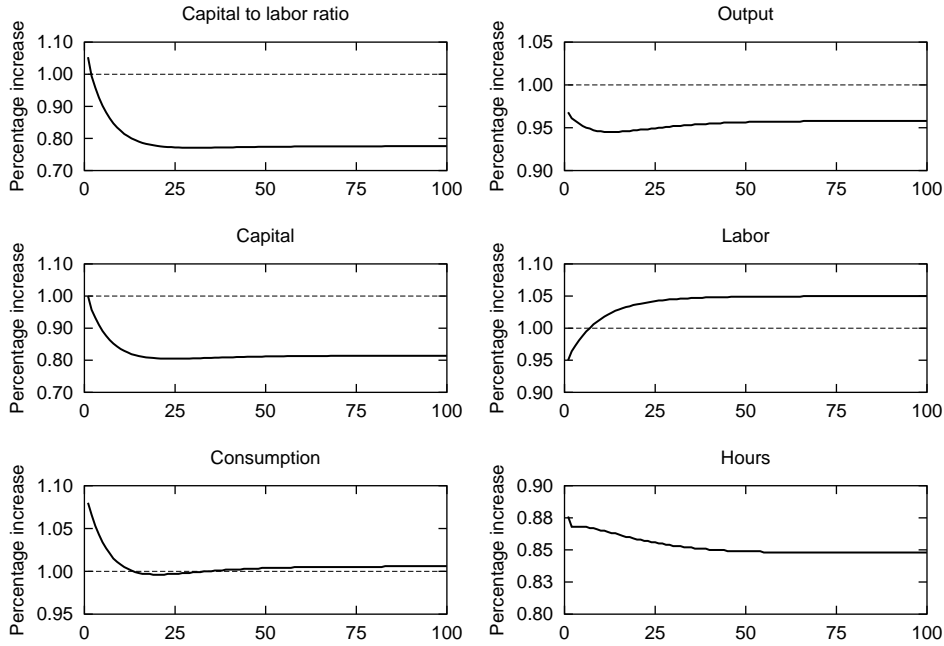 Capital to labor ratio
Percentage increase
1.10
1.00
0.90
0.80
0.70
0 25 50 75 100
Output
Percentage increase
1.05
1.00
0.95
0.90
0 25 50 75 100
Capital
Percentage increase
1.10
1.00
0.90
0.80
0.70
0 25 50 75 100
Labor
Percentage increase
1.10
1.05
1.00
0.95
0.90
0 25 50 75 100
Consumption
Percentage increase
1.10
1.05
1.00
0.95
0 25 50 75 100
Hours
Percentage increase
0.90
0.88
0.85
0.83
0.80
0 25 50 75 100